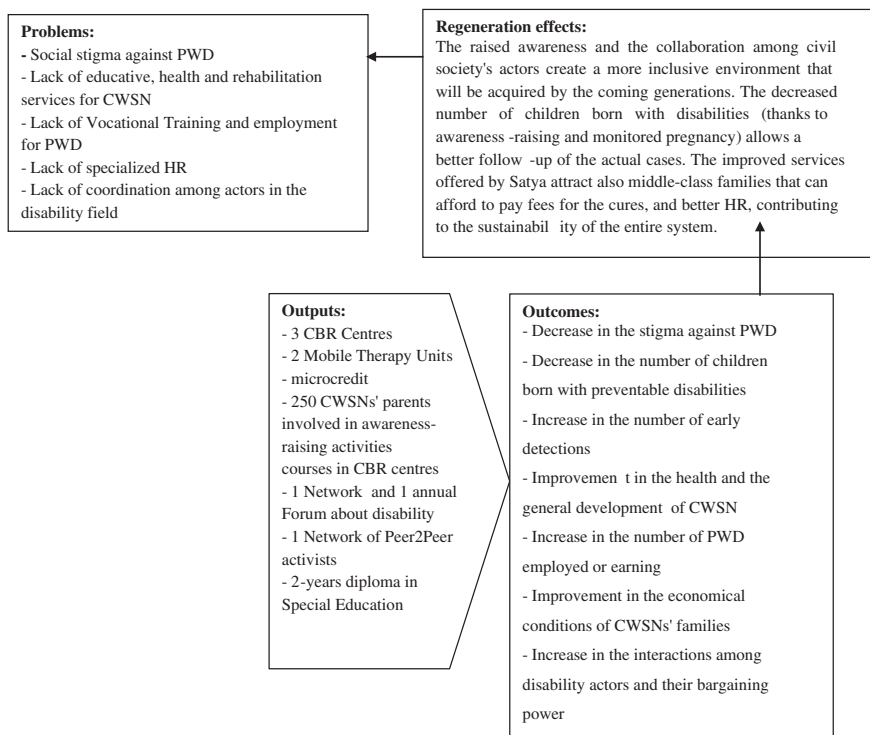 Problems:
- Social stigma against PWD
- Lack of educative, health and rehabilitation
services for CWSN
- Lack of Vocational Training and employment
for PWD
- Lack of specialized HR
- Lack of coordination among actors in the
disability field
Regeneration effects:
The raised awareness and the collaboration among civil
society's actors create a more inclusive environment that
will be acquired by the coming generations. The decreased
number of children born with disabilities (thanks to
awareness -raising and monitored pregnancy) allows a
better follow -up of the actual cases. The improved services
offered by Satya attract also middle-class families that can
afford to pay fees for the cures, and better HR, contributing
to the sustainabil ity of the entire system.
Outputs:
- 3 CBR Centres
- 2 Mobile Therapy Units
- microcredit
- 250 CWSNs' parents
involved in awareness-
raising activities
courses in CBR centres
- 1 Network and 1 annual
Forum about disability
- 1 Network of Peer2Peer
activists
- 2-years diploma in
Special Education
Outcomes:
- Decrease in the stigma against PWD
- Decrease in the number of children
born with preventable disabilities
- Increase in the number of early
detections
- Improvemen t in the health and the
general development of CWSN
- Increase in the number of PWD
employed or earning
- Improvement in the economical
conditions of CWSNs' families
- Increase in the interactions among
disability actors and their bargaining
power